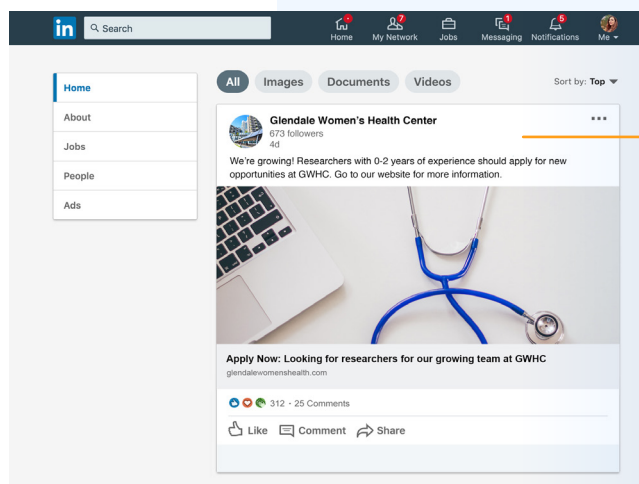 in Search
Home 7 My Network Jobs 1 Messaging 5 Notifications Me
Home
About
Jobs
People
Ads
All Images Documents Videos Sort by: Top
Glendale Women's Health Center
673 followers
4d
We're growing! Researchers with 0-2 years of experience should apply for new
opportunities at GWHC. Go to our website for more information.
Apply Now: Looking for researchers for our growing team at GWHC
glendalewomenshealth.com
312 · 25 Comments
Like Comment Share